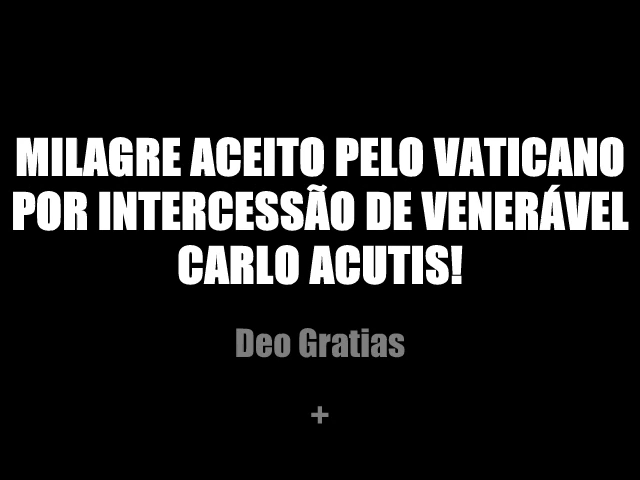 MILAGRE ACEITO PELO VATICANO
POR INTERCESSÃO DE VENERÁVEL
CARLO ACUTIS!
Deo Gratias
+